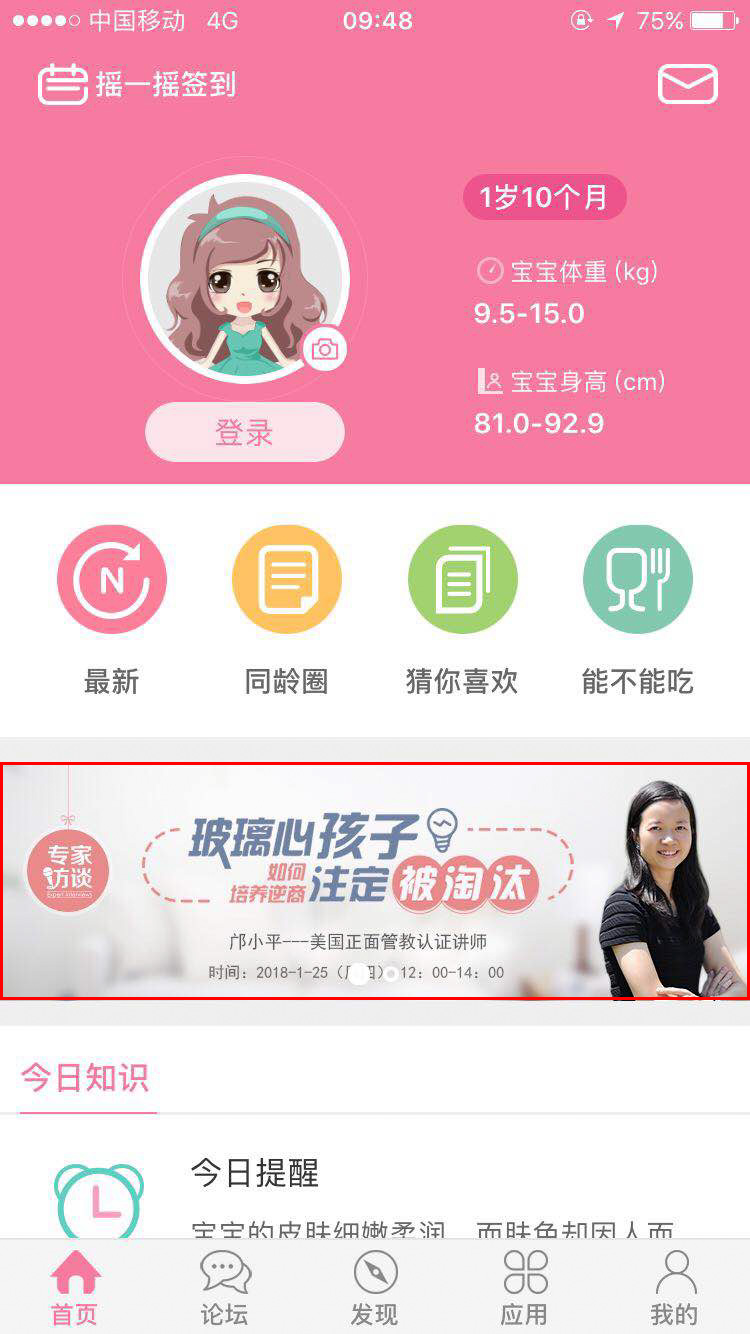 中国移动 4G 09:48 75%
摇一摇签到
1岁10个月
宝宝体重(kg)
9.5-15.0
宝宝身高(cm)
81.0-92.9
登录
N
最新 同龄圈 猜你喜欢 能不能吃
专家
访谈
Expert Interviews
玻璃心孩子
如何
培养逆商
注定被淘汰
邝小平---美国正面管教认证讲师
时间：2018-1-25（周四）12：00-14：00
今日知识
今日提醒
宝宝的皮肤细嫩柔润，而肤色却因人而
首页 论坛 发现 应用 我的